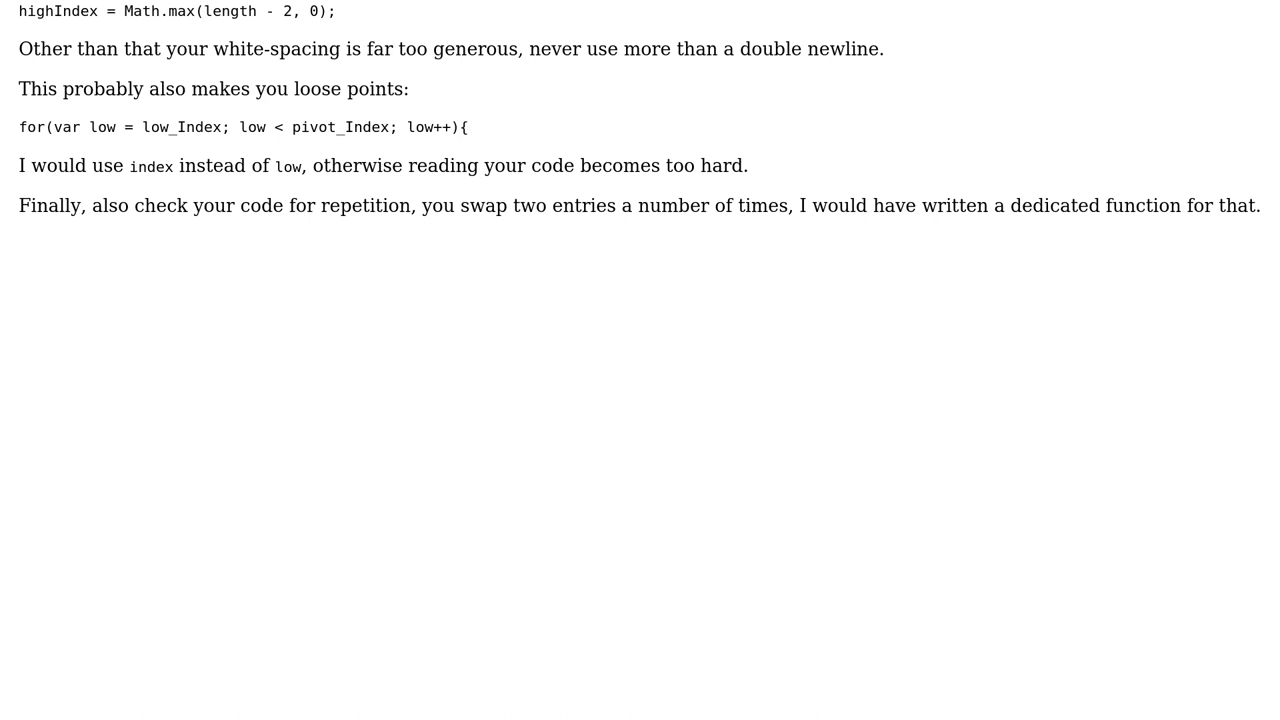 highIndex = Math.max(length - 2, 0);
Other than that your white-spacing is far too generous, never use more than a double newline.
This probably also makes you loose points:
for(var low = low_Index; low < pivot_Index; low++){
I would use index instead of low, otherwise reading your code becomes too hard.
Finally, also check your code for repetition, you swap two entries a number of times, I would have written a dedicated function for that.